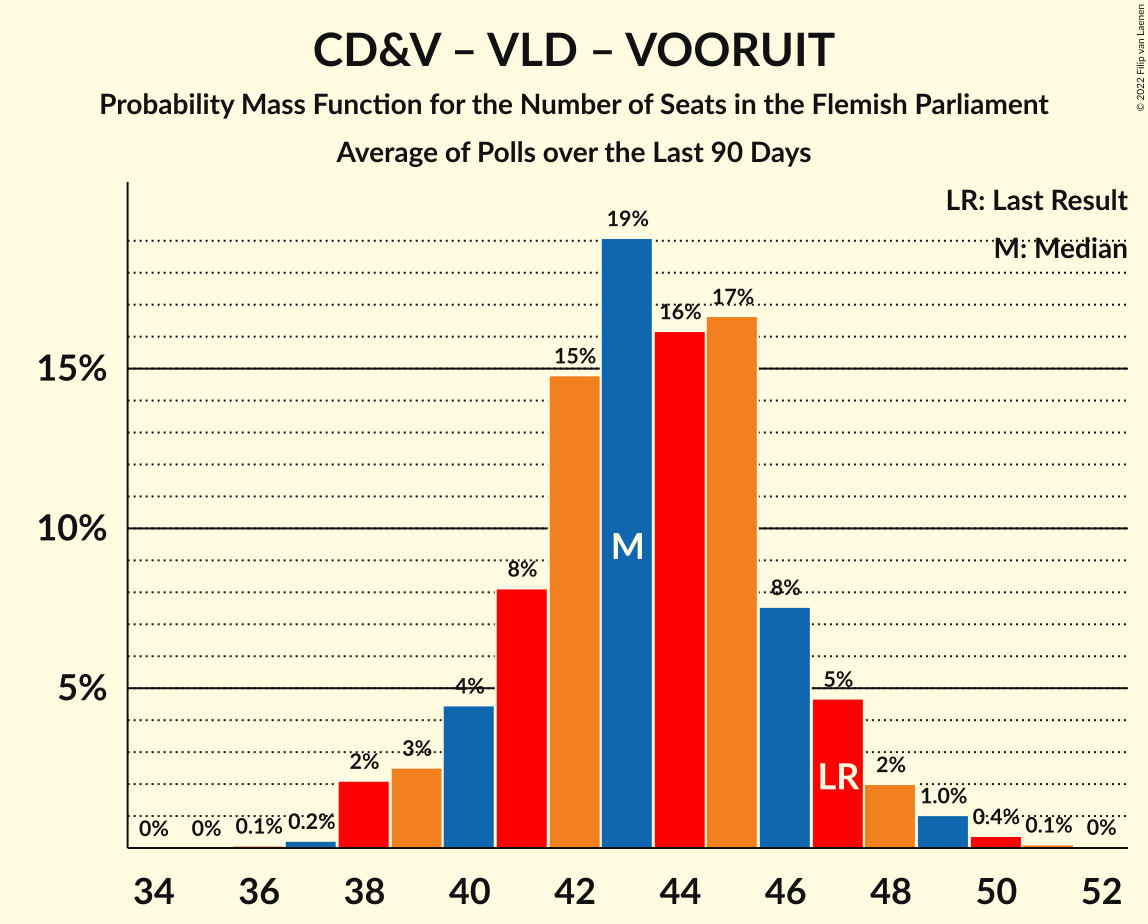 CD&V – VLD – VOORUIT
Probability Mass Function for the Number of Seats in the Flemish Parliament
Average of Polls over the Last 90 Days
© 2022 Filip van Laenen
LR: Last Result
M: Median
15%
10%
5%
0%
0%
0.1%
0.2%
2%
3%
4%
8%
15%
19%
16%
17%
8%
5%
2%
1.0%
0.4%
0.1%
0%
M
LR
34 36 38 40 42 44 46 48 50 52